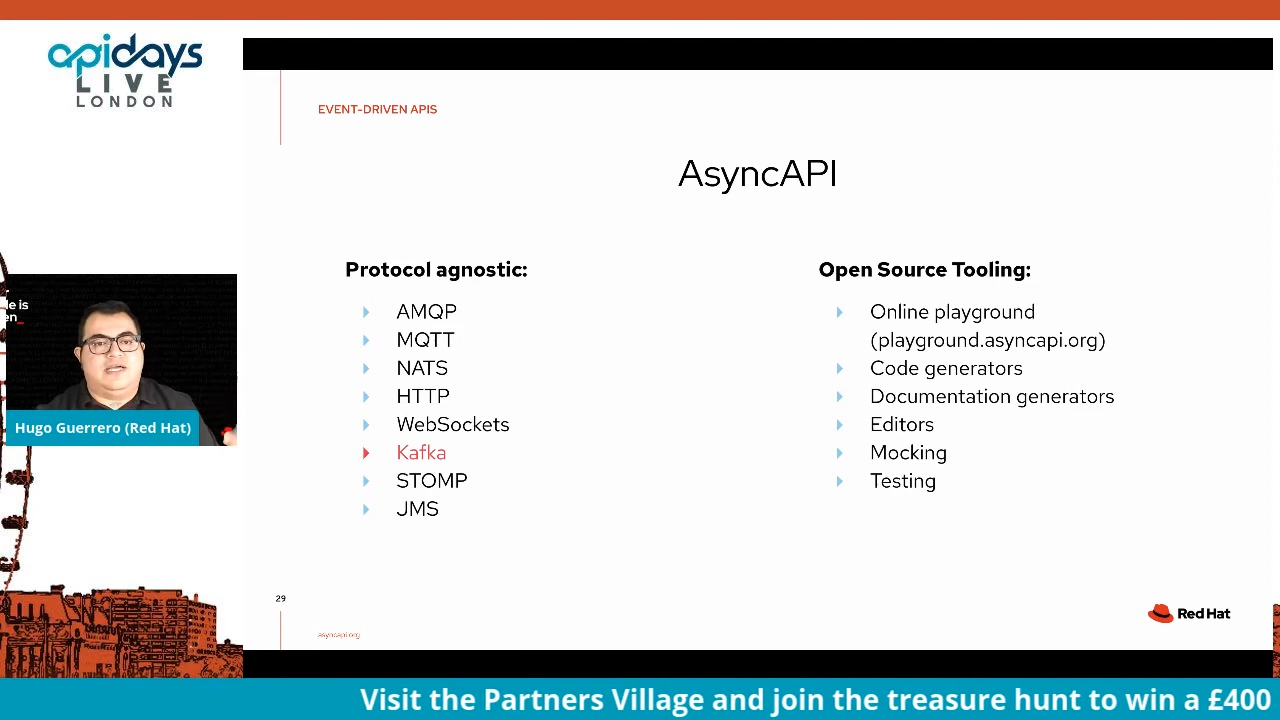 apidays
LIVE
LONDON
EVENT-DRIVEN APIS
AsyncAPI
Protocol agnostic:
AMQP
MQTT
NATS
HTTP
WebSockets
Kafka
STOMP
JMS
Open Source Tooling:
Online playground
(playground.asyncapi.org)
Code generators
Documentation generators
Editors
Mocking
Testing
e is
en_
Hugo Guerrero (Red Hat)
29
asyncapi.org
Red Hat
Visit the Partners Village and join the treasure hunt to win a £400